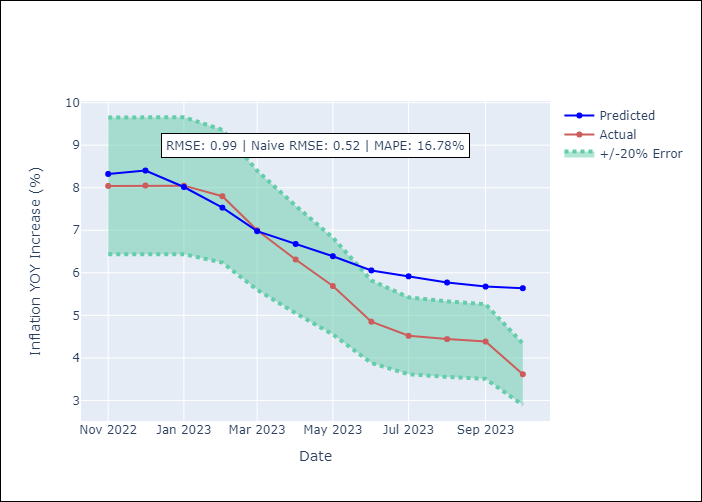 RMSE: 0.99 | Naive RMSE: 0.52 | MAPE: 16.78%
Predicted
Actual
+/-20% Error
Inflation YOY Increase (%)
10
9
8
7
6
5
4
3
Nov 2022 Jan 2023 Mar 2023 May 2023 Jul 2023 Sep 2023
Date